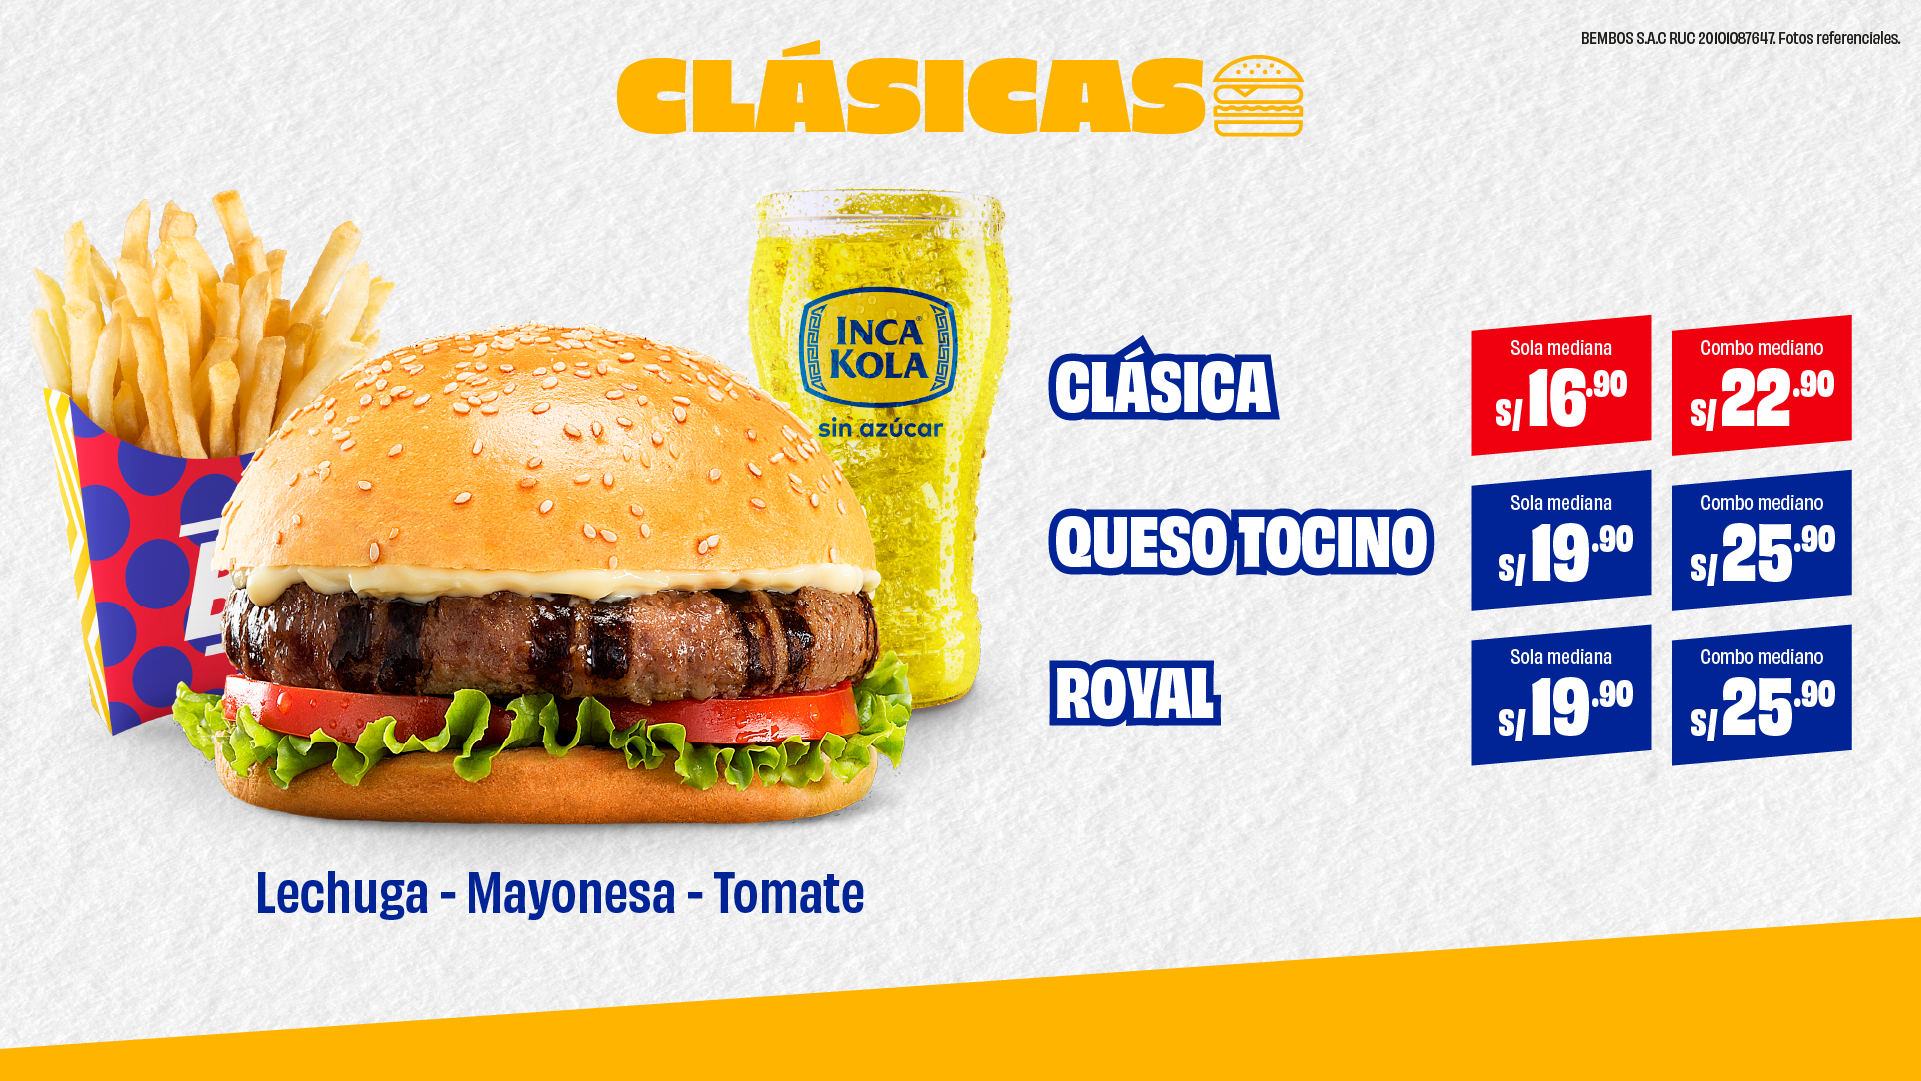 BEMBOS S.A.C RUC 20101087647. Fotos referenciales.
CLÁSICAS
INCA
KOLA
sin azúcar
CLÁSICA
Sola mediana
S/ 16.90
Combo mediano
S/ 22.90
QUESO TOCINO
Sola mediana
S/ 19.90
Combo mediano
S/ 25.90
ROYAL
Sola mediana
S/ 19.90
Combo mediano
S/ 25.90
Lechuga - Mayonesa - Tomate